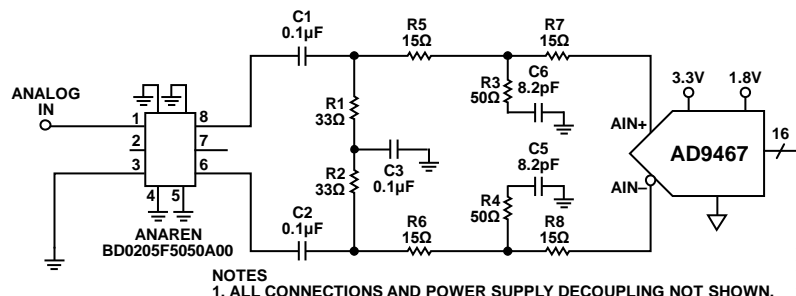 C1
0.1µF
R5
15Ω
R7
15Ω
ANALOG
IN
1
8
2
7
3
6
4
5
ANAREN
BD0205F5050A00
R1
33Ω
R2
33Ω
C3
0.1µF
R3
50Ω
C6
8.2pF
C5
8.2pF
R4
50Ω
3.3V
1.8V
AIN+
AIN–
AD9467
16
C2
0.1µF
R6
15Ω
R8
15Ω
NOTES
1. ALL CONNECTIONS AND POWER SUPPLY DECOUPLING NOT SHOWN.